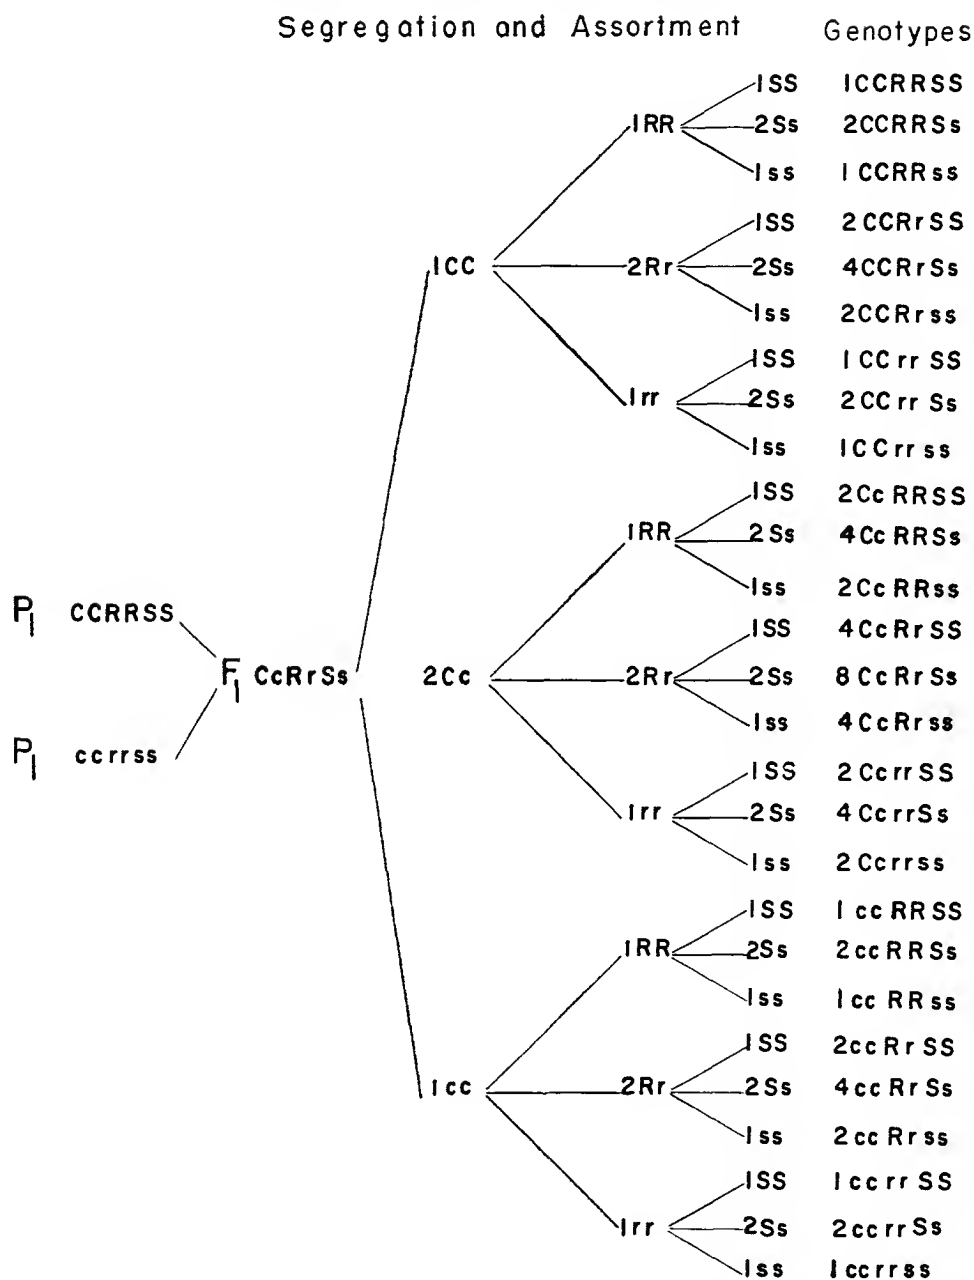 Segregation and Assortment Genotypes
1SS 1CCRRSS
1RR 2Ss 2CCRRSs
1ss 1CCRRss
1SS 2CCRrSS
1CC 2Rr 2Ss 4CCRrSs
1ss 2CCRrss
1SS 1CCrrSS
1rr 2Ss 2CCrrSs
1ss 1CCrrss
1SS 2CcRRSS
1RR 2Ss 4CcRRSs
1ss 2CcRRss
P1 CCRRSS
1SS 4CcRrSS
F1 CcRrSs 2Cc 2Rr 2Ss 8CcRrSs
1ss 4CcRrss
P1 ccrrss
1SS 2CcrrSS
1rr 2Ss 4CcrrSs
1ss 2Ccrrss
1SS 1ccRRSS
1RR 2Ss 2ccRRSs
1ss 1ccRRss
1SS 2ccRrSS
1cc 2Rr 2Ss 4ccRrSs
1ss 2ccRrss
1SS 1ccrrSS
1rr 2Ss 2ccrrSs
1ss 1ccrrss